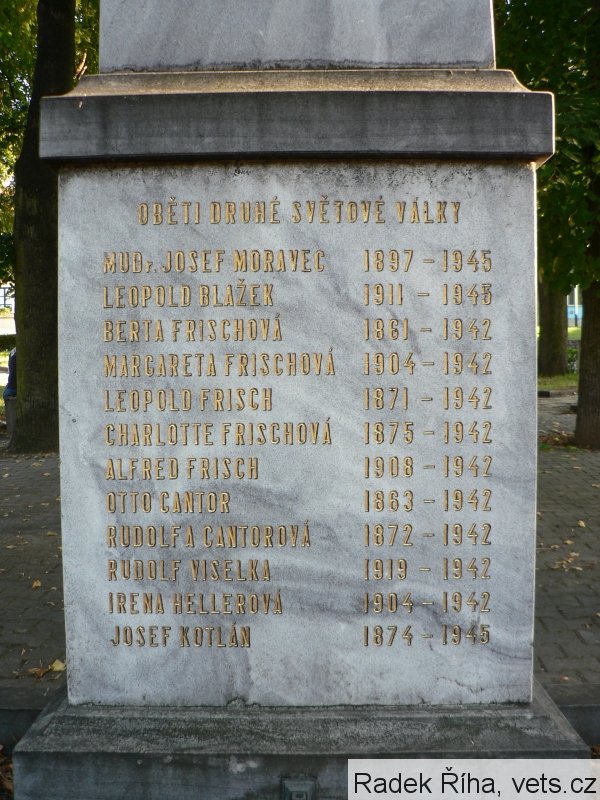 OBĚTI DRUHÉ SVĚTOVÉ VÁLKY
MUDr. JOSEF MORAVEC 1897 – 1945
LEOPOLD BLAŽEK 1911 – 1943
BERTA FRISCHOVÁ 1861 – 1942
MARGARETA FRISCHOVÁ 1904 – 1942
LEOPOLD FRISCH 1871 – 1942
CHARLOTTE FRISCHOVÁ 1875 – 1942
ALFRED FRISCH 1908 – 1942
OTTO CANTOR 1863 – 1942
RUDOLFA CANTOROVÁ 1872 – 1942
RUDOLF VISELKA 1919 – 1942
IRENA HELLEROVÁ 1904 – 1942
JOSEF KOTLÁN 1874 – 1945
Radek Říha, vets.cz